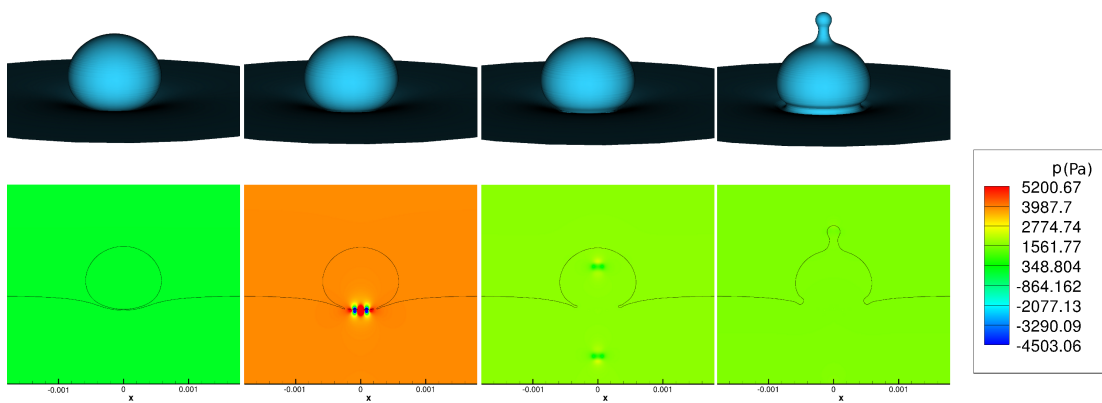 p(Pa)
5200.67
3987.7
2774.74
1561.77
348.804
-864.162
-2077.13
-3290.09
-4503.06
-0.001 0 0.001
x
-0.001 0 0.001
x
-0.001 0 0.001
x
-0.001 0 0.001
x